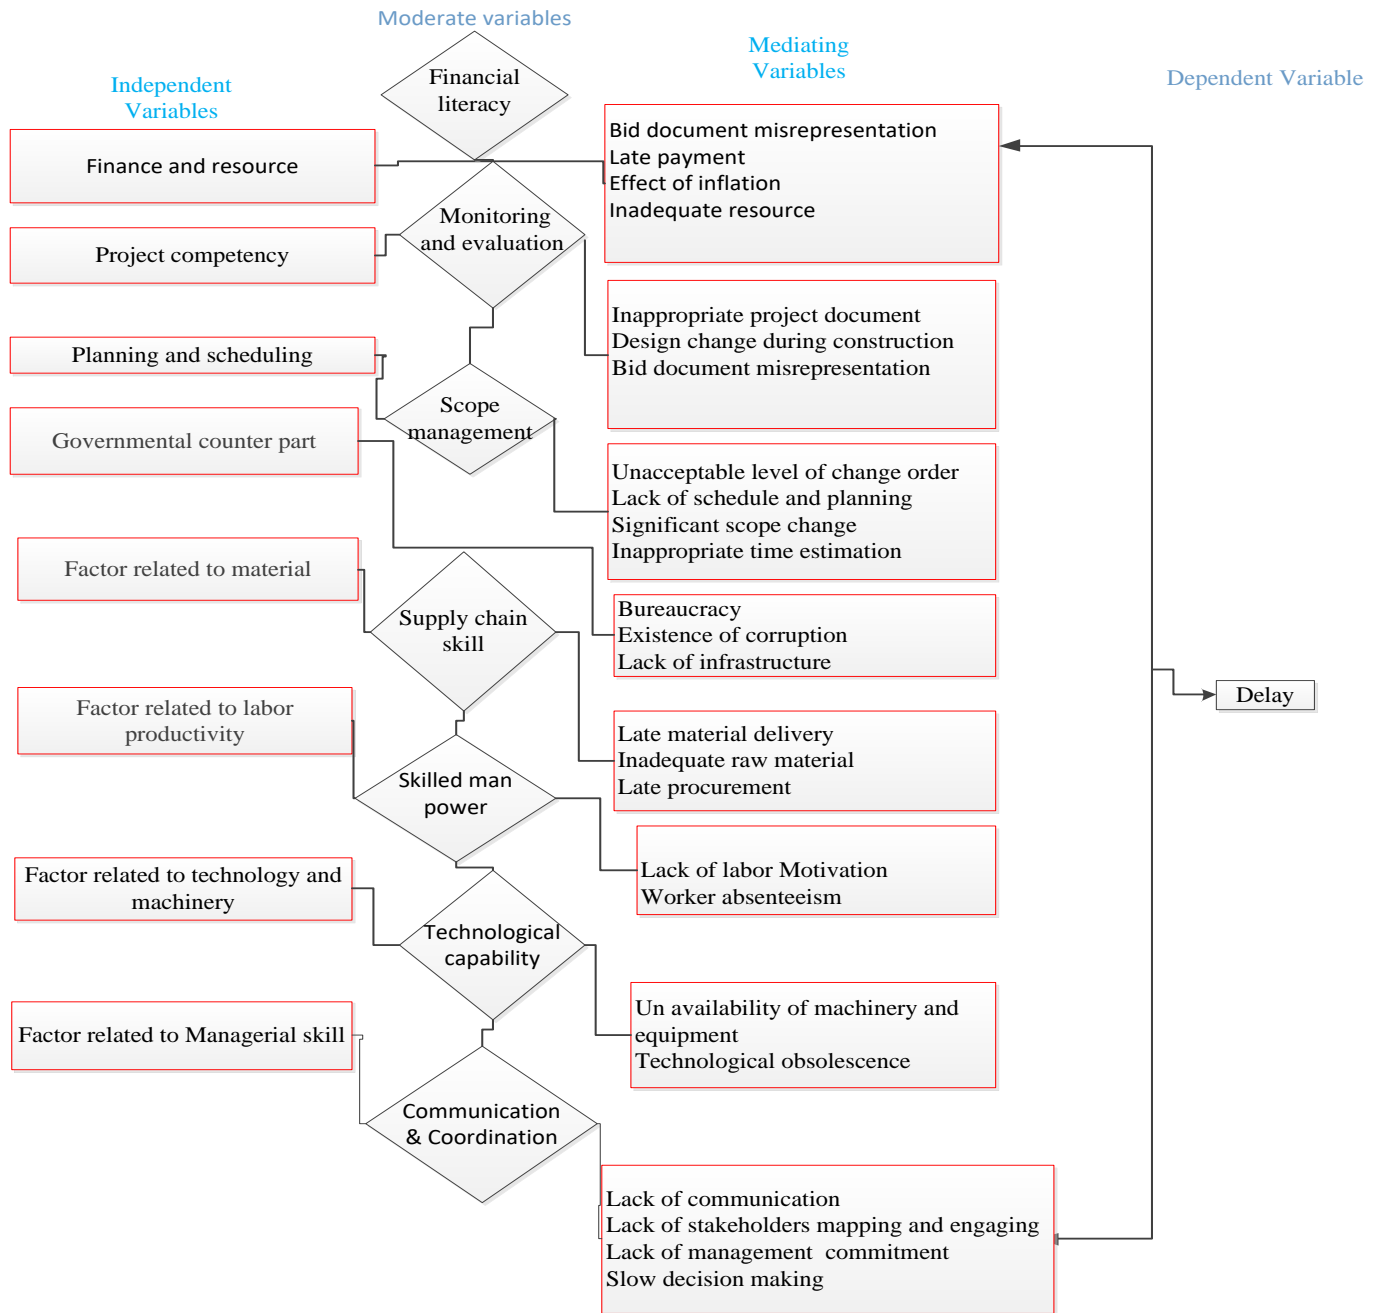 Moderate variables
Independent
Variables
Mediating
Variables
Dependent Variable
Financial
literacy
Finance and resource
Bid document misrepresentation
Late payment
Effect of inflation
Inadequate resource
Project competency
Monitoring
and evaluation
Inappropriate project document
Design change during construction
Bid document misrepresentation
Planning and scheduling
Scope
management
Governmental counter part
Unacceptable level of change order
Lack of schedule and planning
Significant scope change
Inappropriate time estimation
Factor related to material
Supply chain
skill
Bureaucracy
Existence of corruption
Lack of infrastructure
Delay
Factor related to labor
productivity
Skilled man
power
Late material delivery
Inadequate raw material
Late procurement
Lack of labor Motivation
Worker absenteeism
Factor related to technology and
machinery
Technological
capability
Un availability of machinery and
equipment
Technological obsolescence
Factor related to Managerial skill
Communication
& Coordination
Lack of communication
Lack of stakeholders mapping and engaging
Lack of management  commitment
Slow decision making